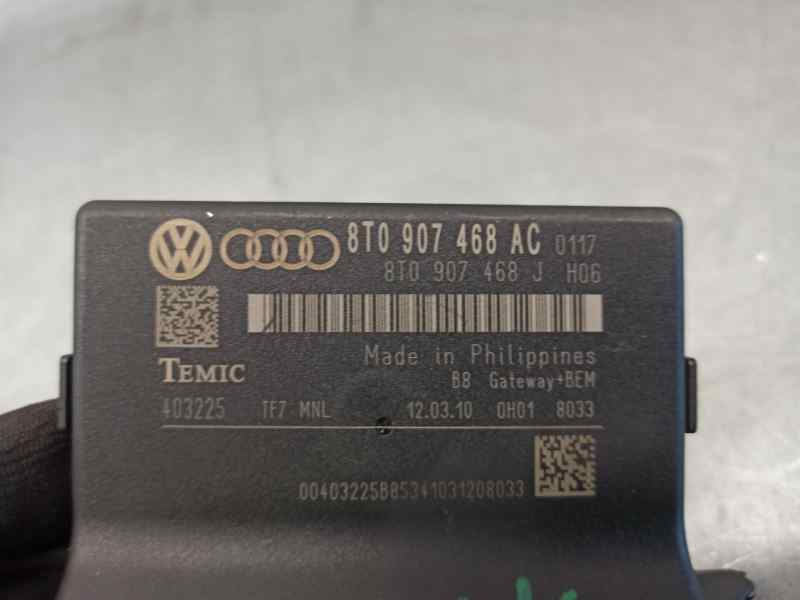 8T0 907 468 AC 0117
8T0 907 468 J H06
TEMIC
Made in Philippines
B8 Gateway+BEM
403225 TF7 MNL 12.03.10 0H01 8033
00403225B85341031208033